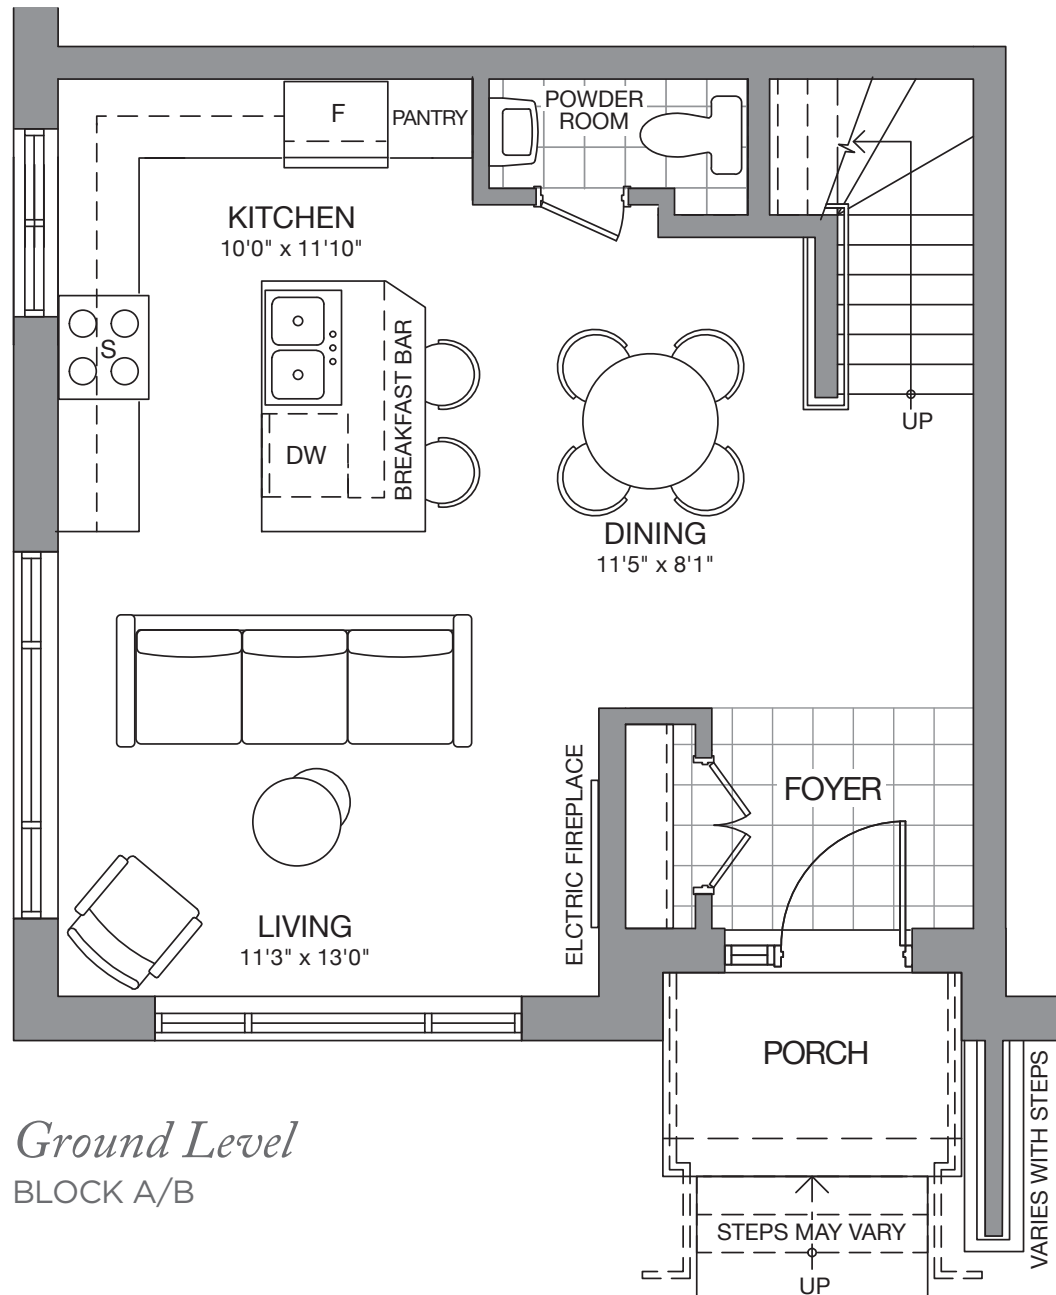 F
PANTRY
POWDER
ROOM
KITCHEN
10'0" x 11'10"
S
BREAKFAST BAR
DW
UP
DINING
11'5" x 8'1"
ELCTRIC FIREPLACE
FOYER
LIVING
11'3" x 13'0"
PORCH
VARIES WITH STEPS
Ground Level
BLOCK A/B
STEPS MAY VARY
UP